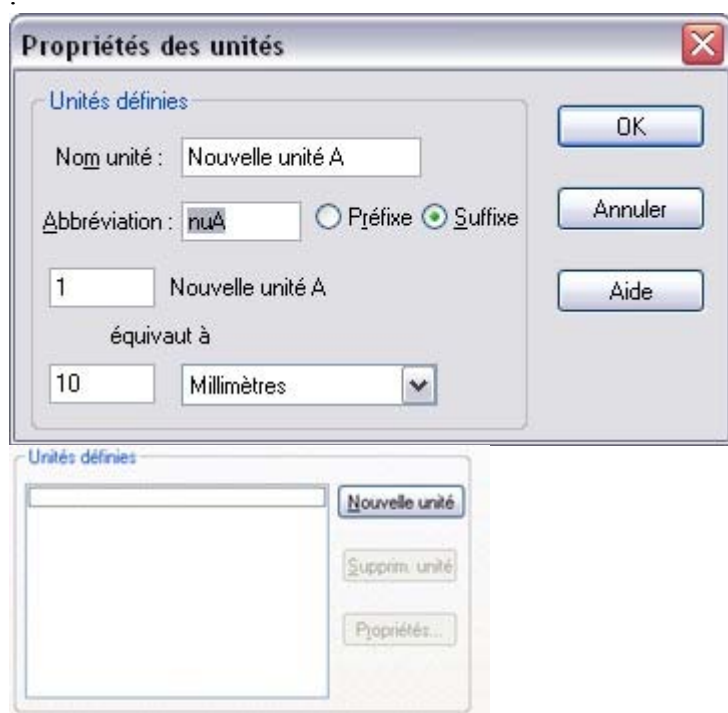 .
Propriétés des unités
Unités définies
Nom unité : Nouvelle unité A
OK
Abbréviation : nuA Préfixe Suffixe
Annuler
1 Nouvelle unité A
Aide
équivaut à
10 Millimètres
Unités définies
Nouvelle unité
Supprim. unité
Propriétés...